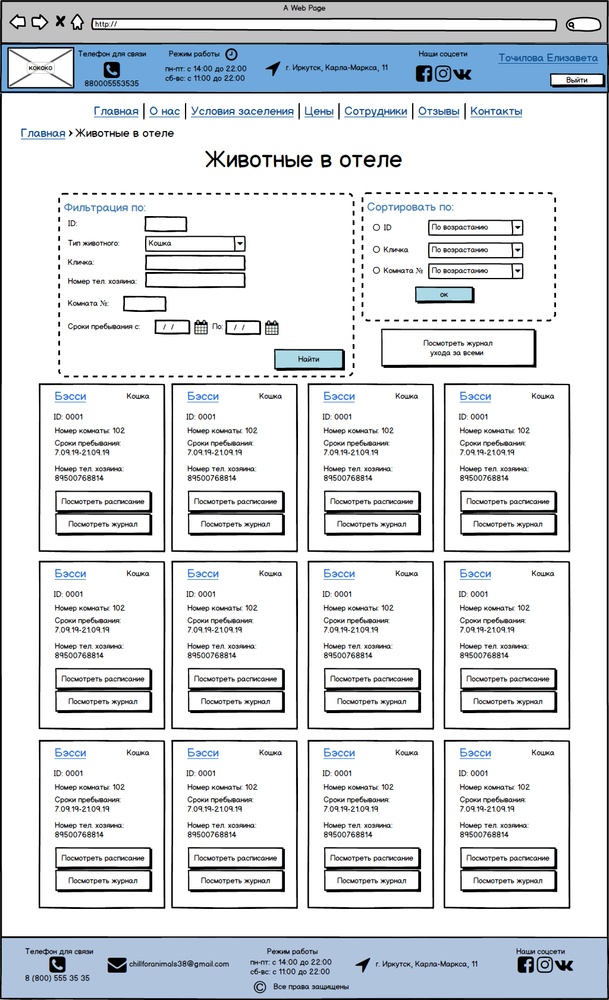 A Web Page
http://
кококо
Телефон для связи
880005553535
Режим работы
пн-пт: с 14:00 до 22:00
сб-вс: с 11:00 до 22:00
г. Иркутск, Карла-Маркса, 11
Наши соцсети
Точилова Елизавета
Выйти
Главная О нас Условия заселения Цены Сотрудники Отзывы Контакты
Главная > Животные в отеле
Животные в отеле
Фильтрация по:
ID:
Тип животного: Кошка
Кличка:
Номер тел. хозяина:
Комната №:
Сроки пребывания с: / / По: / /
Найти
Сортировать по:
ID По возрастанию
Кличка По возрастанию
Комната № По возрастанию
ок
Посмотреть журнал
ухода за всеми
Бэсси Кошка Бэсси Кошка Бэсси Кошка Бэсси Кошка
ID: 0001 ID: 0001 ID: 0001 ID: 0001
Номер комнаты: 102 Номер комнаты: 102 Номер комнаты: 102 Номер комнаты: 102
Сроки пребывания: Сроки пребывания: Сроки пребывания: Сроки пребывания:
7.09.19-21.09.19 7.09.19-21.09.19 7.09.19-21.09.19 7.09.19-21.09.19
Номер тел. хозяина: Номер тел. хозяина: Номер тел. хозяина: Номер тел. хозяина:
89500768814 89500768814 89500768814 89500768814
Посмотреть расписание Посмотреть расписание Посмотреть расписание Посмотреть расписание
Посмотреть журнал Посмотреть журнал Посмотреть журнал Посмотреть журнал
Бэсси Кошка Бэсси Кошка Бэсси Кошка Бэсси Кошка
ID: 0001 ID: 0001 ID: 0001 ID: 0001
Номер комнаты: 102 Номер комнаты: 102 Номер комнаты: 102 Номер комнаты: 102
Сроки пребывания: Сроки пребывания: Сроки пребывания: Сроки пребывания:
7.09.19-21.09.19 7.09.19-21.09.19 7.09.19-21.09.19 7.09.19-21.09.19
Номер тел. хозяина: Номер тел. хозяина: Номер тел. хозяина: Номер тел. хозяина:
89500768814 89500768814 89500768814 89500768814
Посмотреть расписание Посмотреть расписание Посмотреть расписание Посмотреть расписание
Посмотреть журнал Посмотреть журнал Посмотреть журнал Посмотреть журнал
Бэсси Кошка Бэсси Кошка Бэсси Кошка Бэсси Кошка
ID: 0001 ID: 0001 ID: 0001 ID: 0001
Номер комнаты: 102 Номер комнаты: 102 Номер комнаты: 102 Номер комнаты: 102
Сроки пребывания: Сроки пребывания: Сроки пребывания: Сроки пребывания:
7.09.19-21.09.19 7.09.19-21.09.19 7.09.19-21.09.19 7.09.19-21.09.19
Номер тел. хозяина: Номер тел. хозяина: Номер тел. хозяина: Номер тел. хозяина:
89500768814 89500768814 89500768814 89500768814
Посмотреть расписание Посмотреть расписание Посмотреть расписание Посмотреть расписание
Посмотреть журнал Посмотреть журнал Посмотреть журнал Посмотреть журнал
Телефон для связи
8 (800) 555 35 35
chillforanimals38@gmail.com
Режим работы
пн-пт: с 14:00 до 22:00
сб-вс: с 11:00 до 22:00
г. Иркутск, Карла-Маркса, 11
Наши соцсети
© Все права защищены